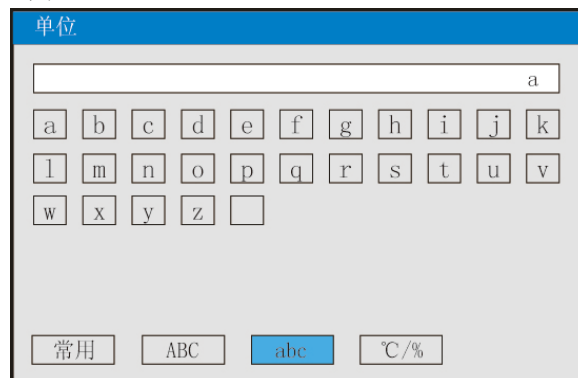 单位
a
a b c d e f g h i j k
l m n o p q r s t u v
w x y z
常用 ABC abc ℃/%